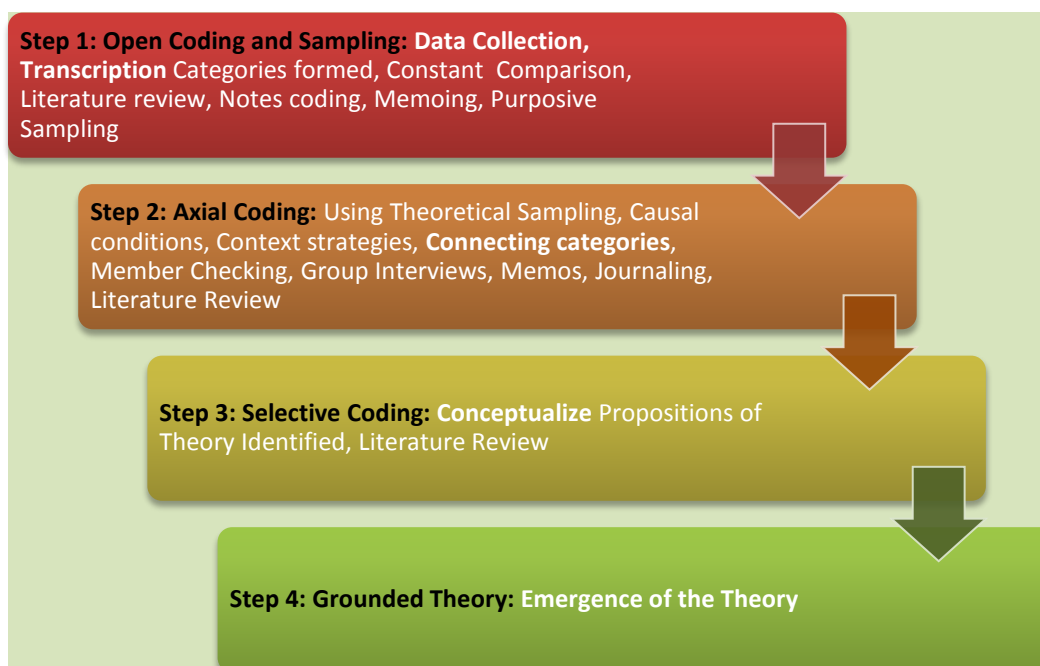 Step 1: Open Coding and Sampling: Data Collection,
Transcription Categories formed, Constant Comparison,
Literature review, Notes coding, Memoing, Purposive
Sampling
Step 2: Axial Coding: Using Theoretical Sampling, Causal
conditions, Context strategies, Connecting categories,
Member Checking, Group Interviews, Memos, Journaling,
Literature Review
Step 3: Selective Coding: Conceptualize Propositions of
Theory Identified, Literature Review
Step 4: Grounded Theory: Emergence of the Theory